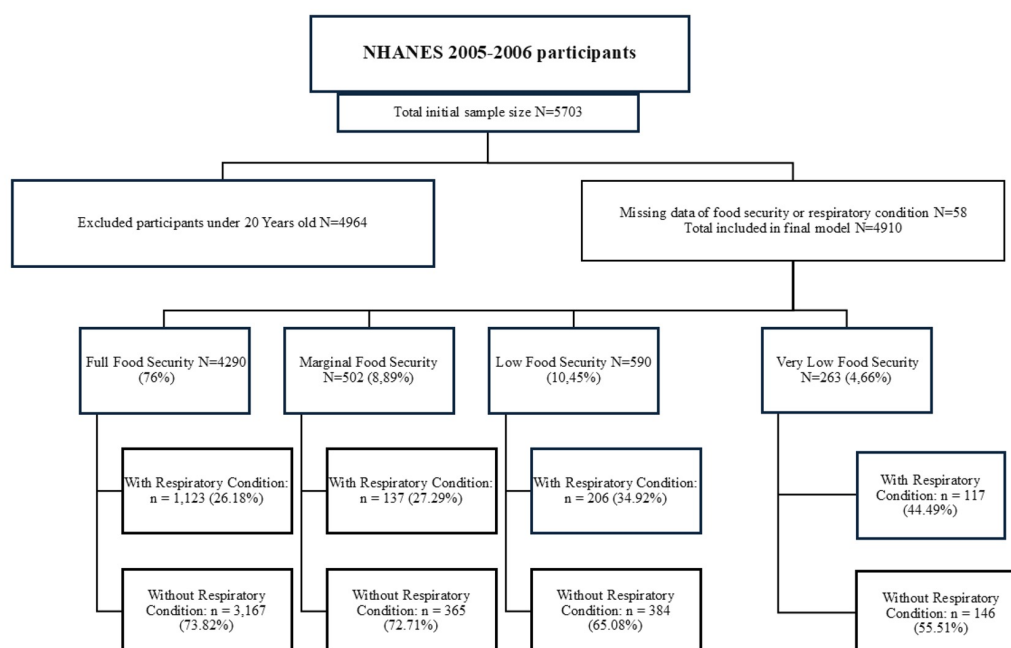 NHANES 2005-2006 participants
Total initial sample size N=5703
Excluded participants under 20 Years old N=4964
Missing data of food security or respiratory condition N=58
Total included in final model N=4910
Full Food Security N=4290
(76%)
Marginal Food Security
N=502 (8,89%)
Low Food Security N=590
(10,45%)
Very Low Food Security
N=263 (4,66%)
With Respiratory Condition:
n = 1,123 (26.18%)
With Respiratory Condition:
n = 137 (27.29%)
With Respiratory Condition:
n = 206 (34.92%)
With Respiratory
Condition: n = 117
(44.49%)
Without Respiratory
Condition: n = 3,167
(73.82%)
Without Respiratory
Condition: n = 365
(72.71%)
Without Respiratory
Condition: n = 384
(65.08%)
Without Respiratory
Condition: n = 146
(55.51%)